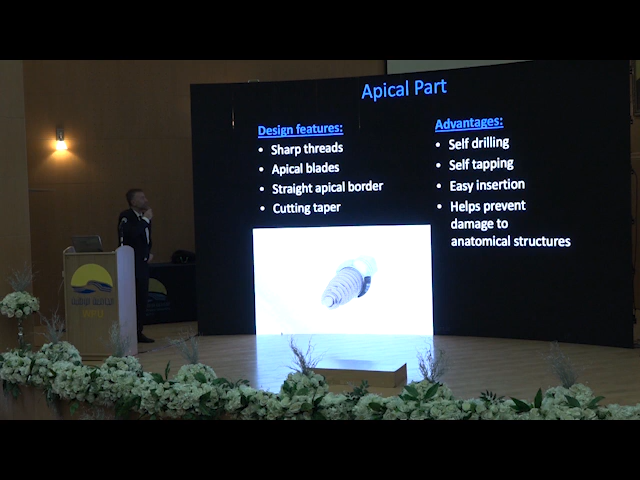 Apical Part
Design features:
• Sharp threads
• Apical blades
• Straight apical border
• Cutting taper
Advantages:
• Self drilling
• Self tapping
• Easy insertion
• Helps prevent
damage to
anatomical structures